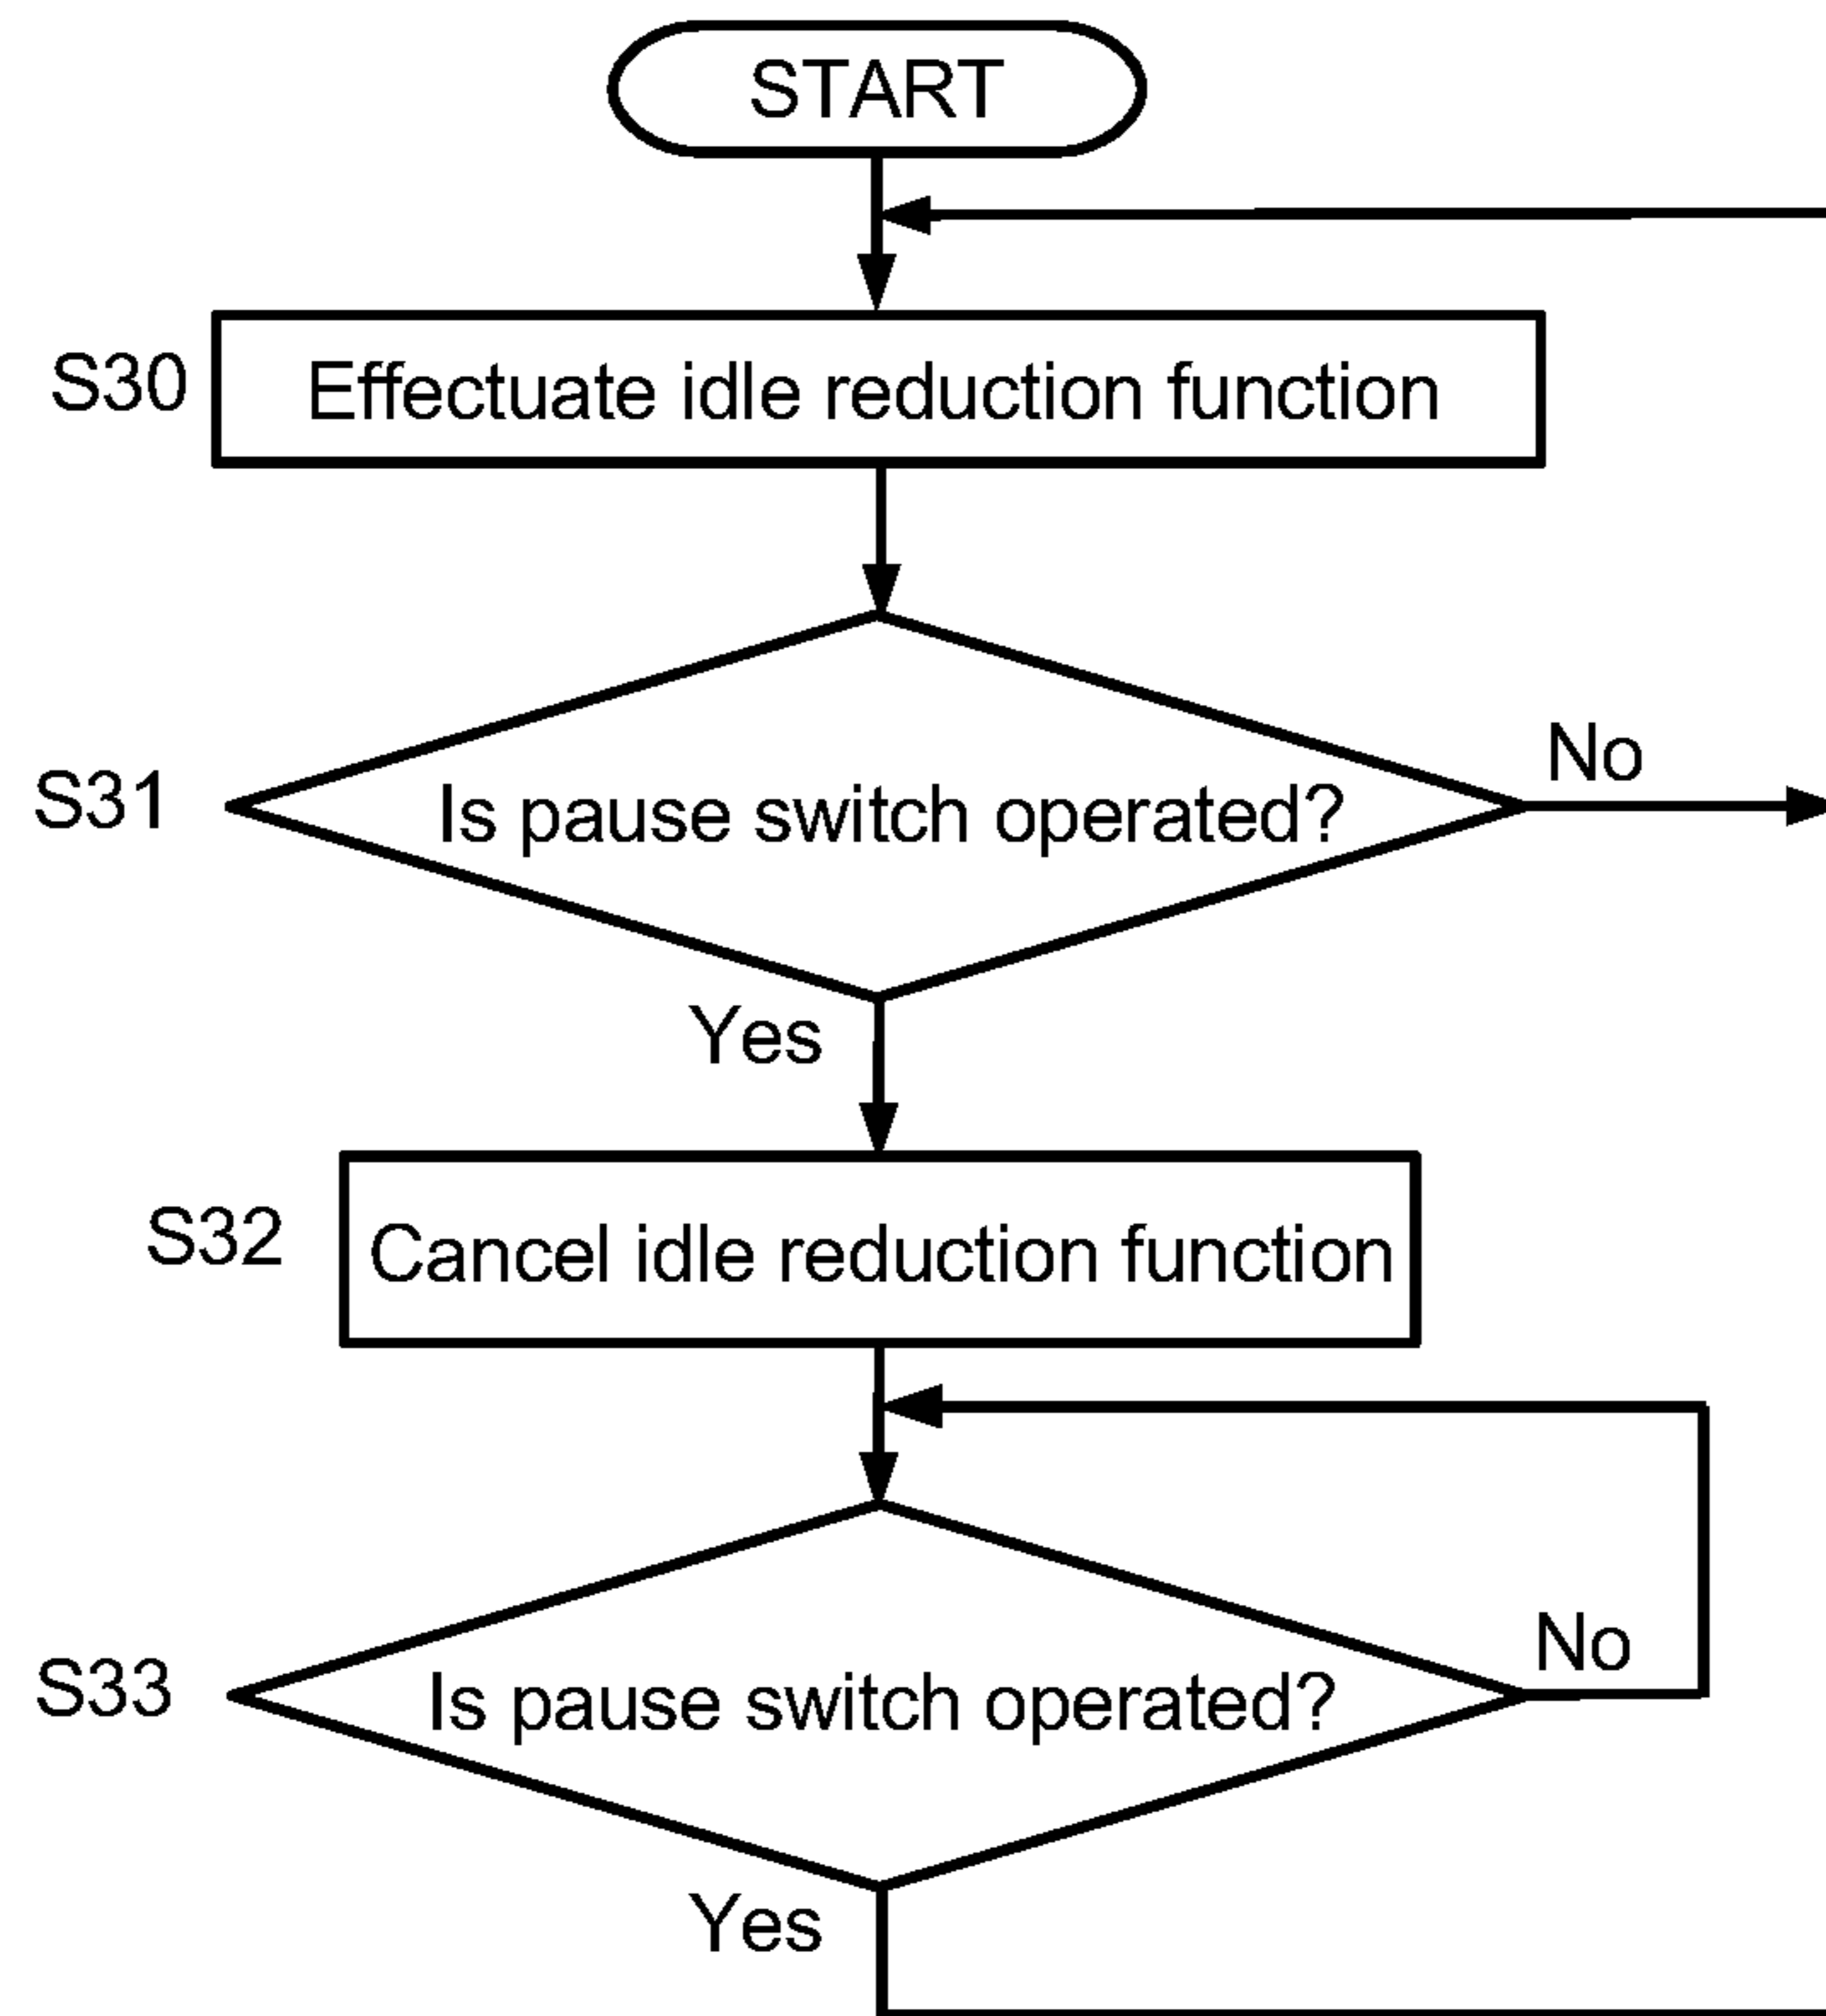 START
S30
Effectuate idle reduction function
No
S31
Is pause switch operated?
Yes
S32
Cancel idle reduction function
No
S33
Is pause switch operated?
Yes